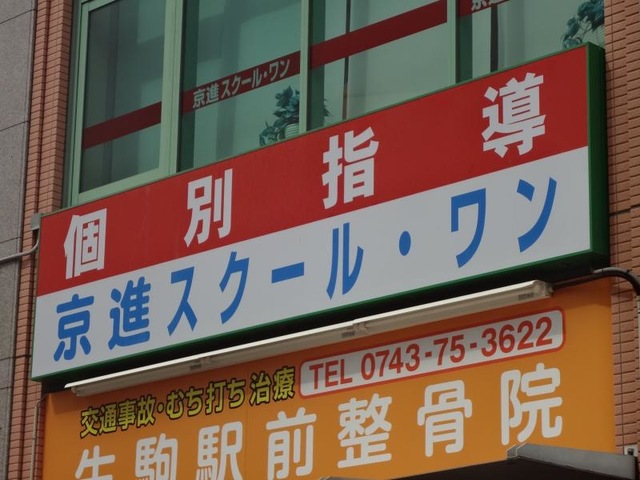 京進スクール・ワン
個別指導
京進スクール・ワン
交通事故・むち打ち治療
TEL 0743-75-3622
生駒駅前整骨院